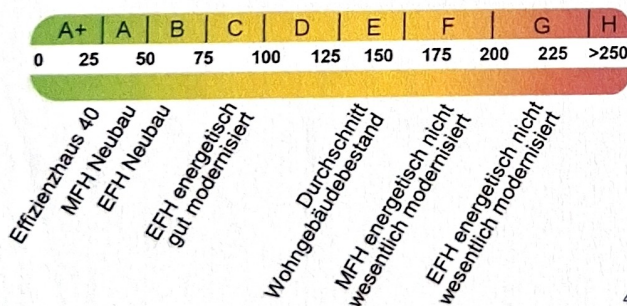 A+ A B C D E F G H
0 25 50 75 100 125 150 175 200 225 >250
Effizienzhaus 40
MFH Neubau
EFH Neubau
EFH energetisch
gut modernisiert
Durchschnitt
Wohngebäudebestand
MFH energetisch nicht
wesentlich modernisiert
EFH energetisch nicht
wesentlich modernisiert